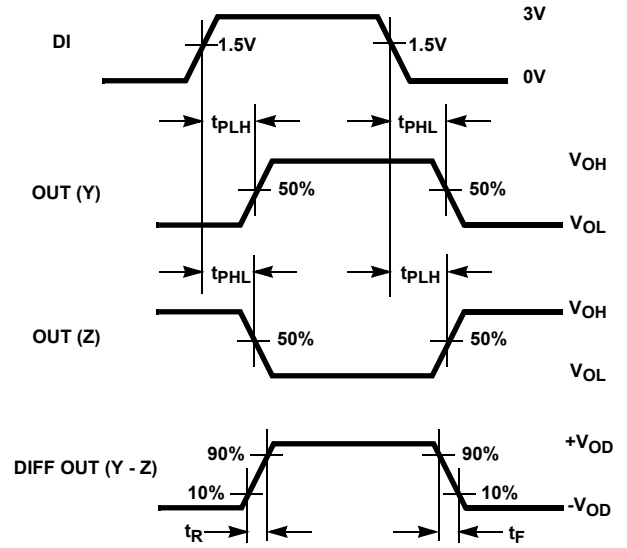 3V
DI
1.5V
1.5V
0V
tPLH
tPHL
VOH
OUT (Y)
50%
50%
VOL
tPHL
tPLH
VOH
OUT (Z)
50%
50%
VOL
+VOD
DIFF OUT (Y - Z)
90%
90%
10%
10%
-VOD
tR
tF